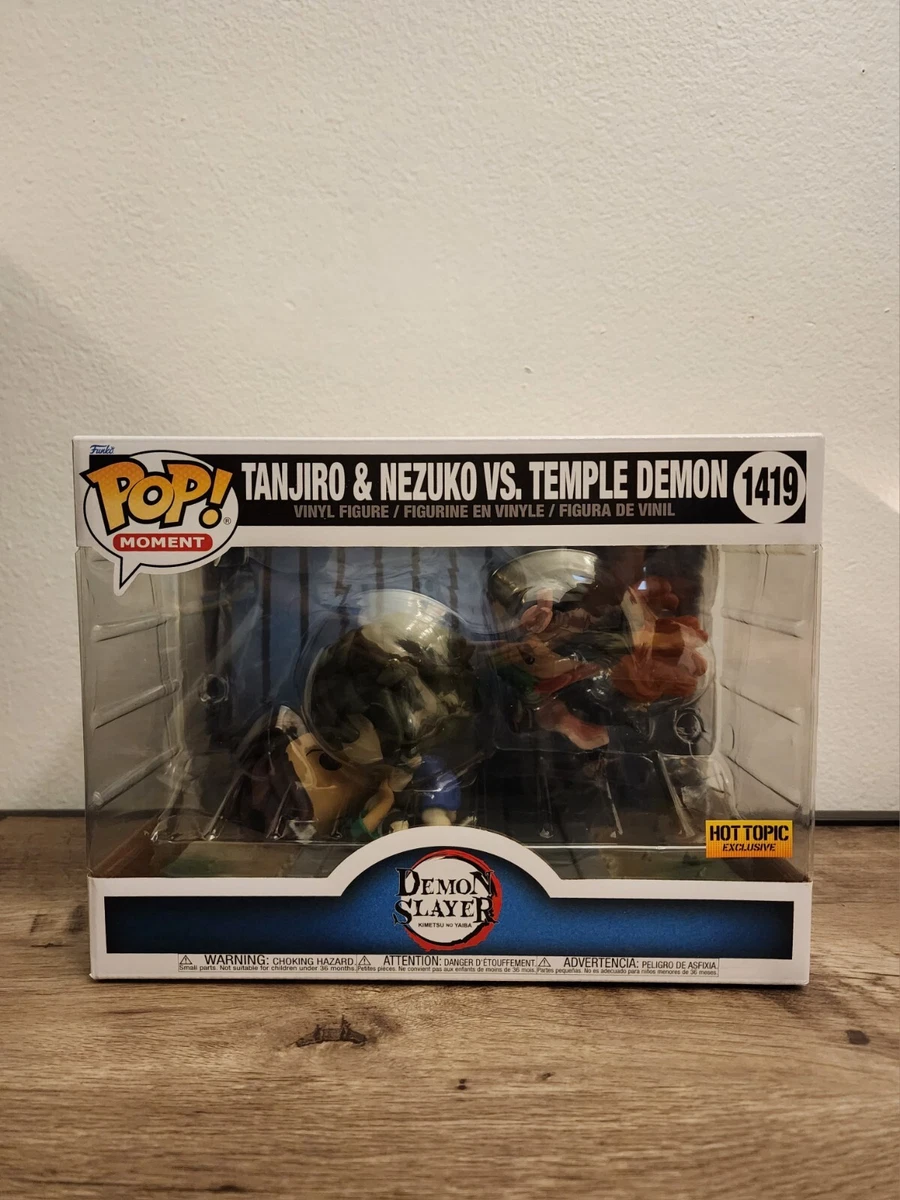 Funko
POP!®
MOMENT
TANJIRO & NEZUKO VS. TEMPLE DEMON
1419
VINYL FIGURE / FIGURINE EN VINYLE / FIGURA DE VINIL
HOT TOPIC
EXCLUSIVE
DEMON
SLAYER
KIMETSU NO YAIBA
WARNING: CHOKING HAZARD.
Small parts. Not suitable for children under 36 months.
ATTENTION: DANGER D'ÉTOUFFEMENT.
Petites pièces. Ne convient pas aux enfants de moins de 36 mois.
ADVERTENCIA: PELIGRO DE ASFIXIA.
Partes pequeñas. No es adecuado para niños menores de 36 meses.